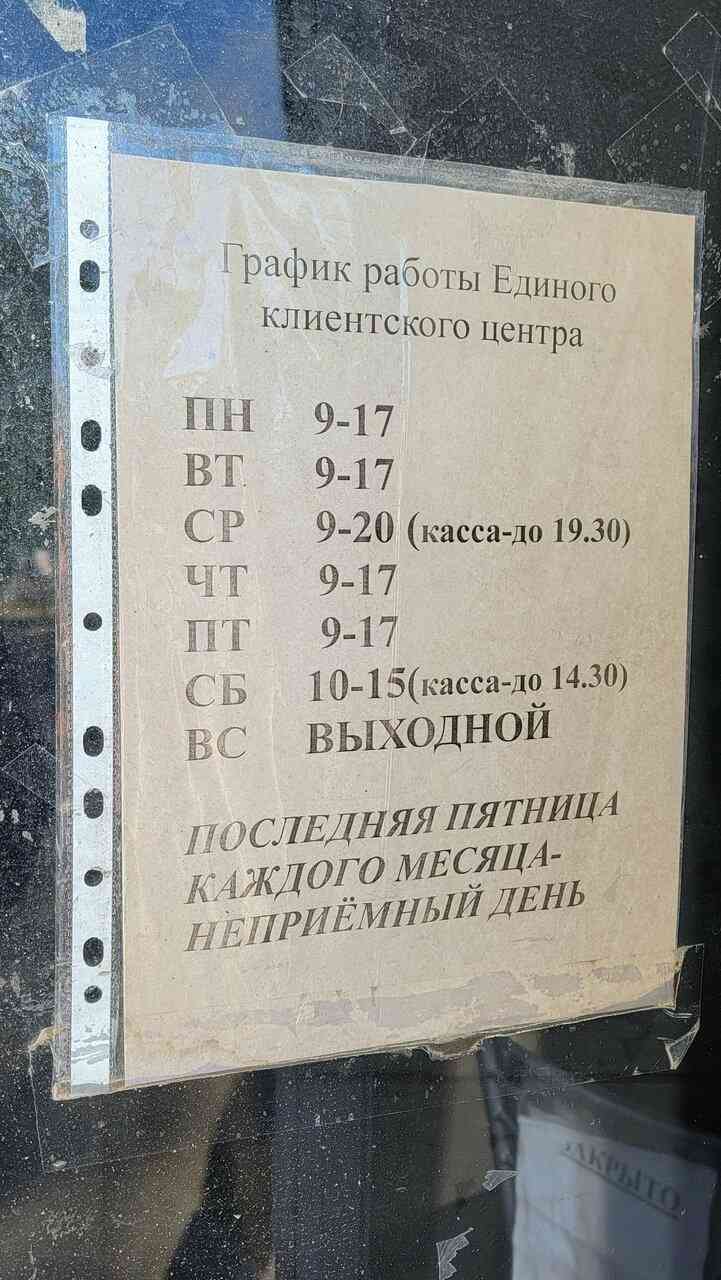 График работы Единого
клиентского центра
ПН 9-17
ВТ 9-17
СР 9-20 (касса-до 19.30)
ЧТ 9-17
ПТ 9-17
СБ 10-15(касса-до 14.30)
ВС ВЫХОДНОЙ
ПОСЛЕДНЯЯ ПЯТНИЦА
КАЖДОГО МЕСЯЦА-
НЕПРИЁМНЫЙ ДЕНЬ
ЗАКРЫТО